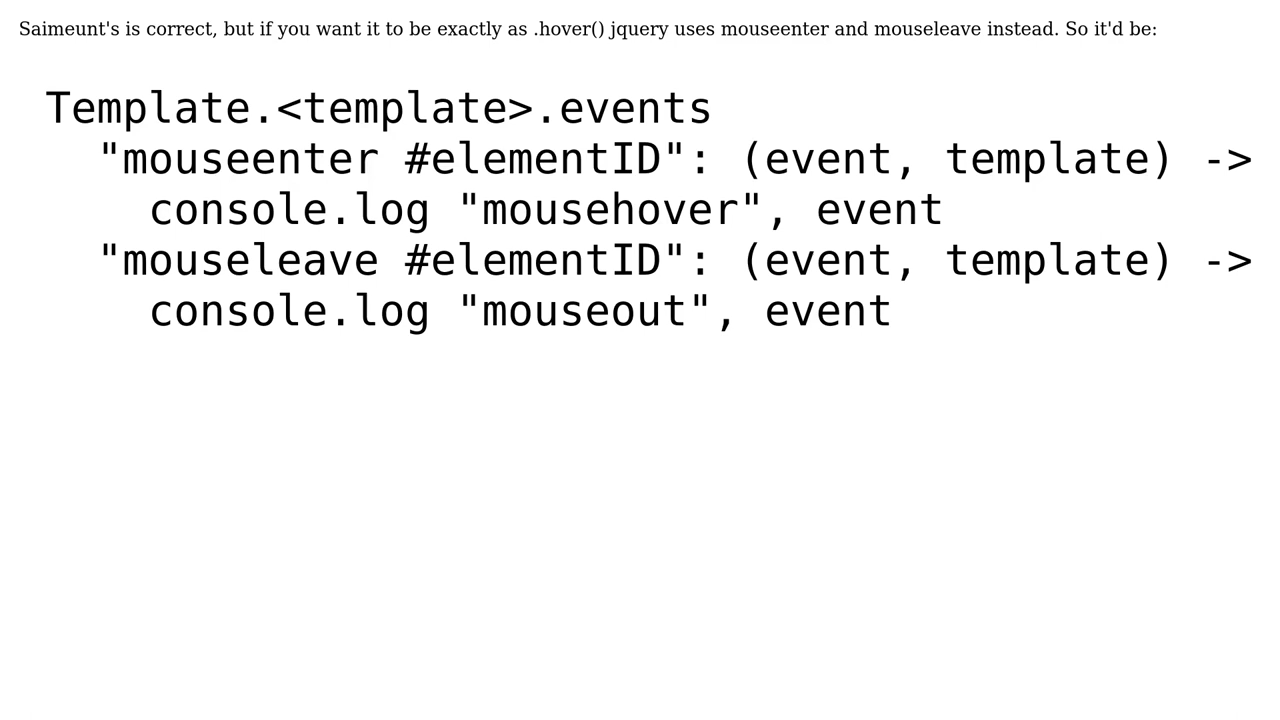 Saimeunt's is correct, but if you want it to be exactly as .hover() jquery uses mouseenter and mouseleave instead. So it'd be:
Template.<template>.events
  "mouseenter #elementID": (event, template) ->
    console.log "mousehover", event
  "mouseleave #elementID": (event, template) ->
    console.log "mouseout", event